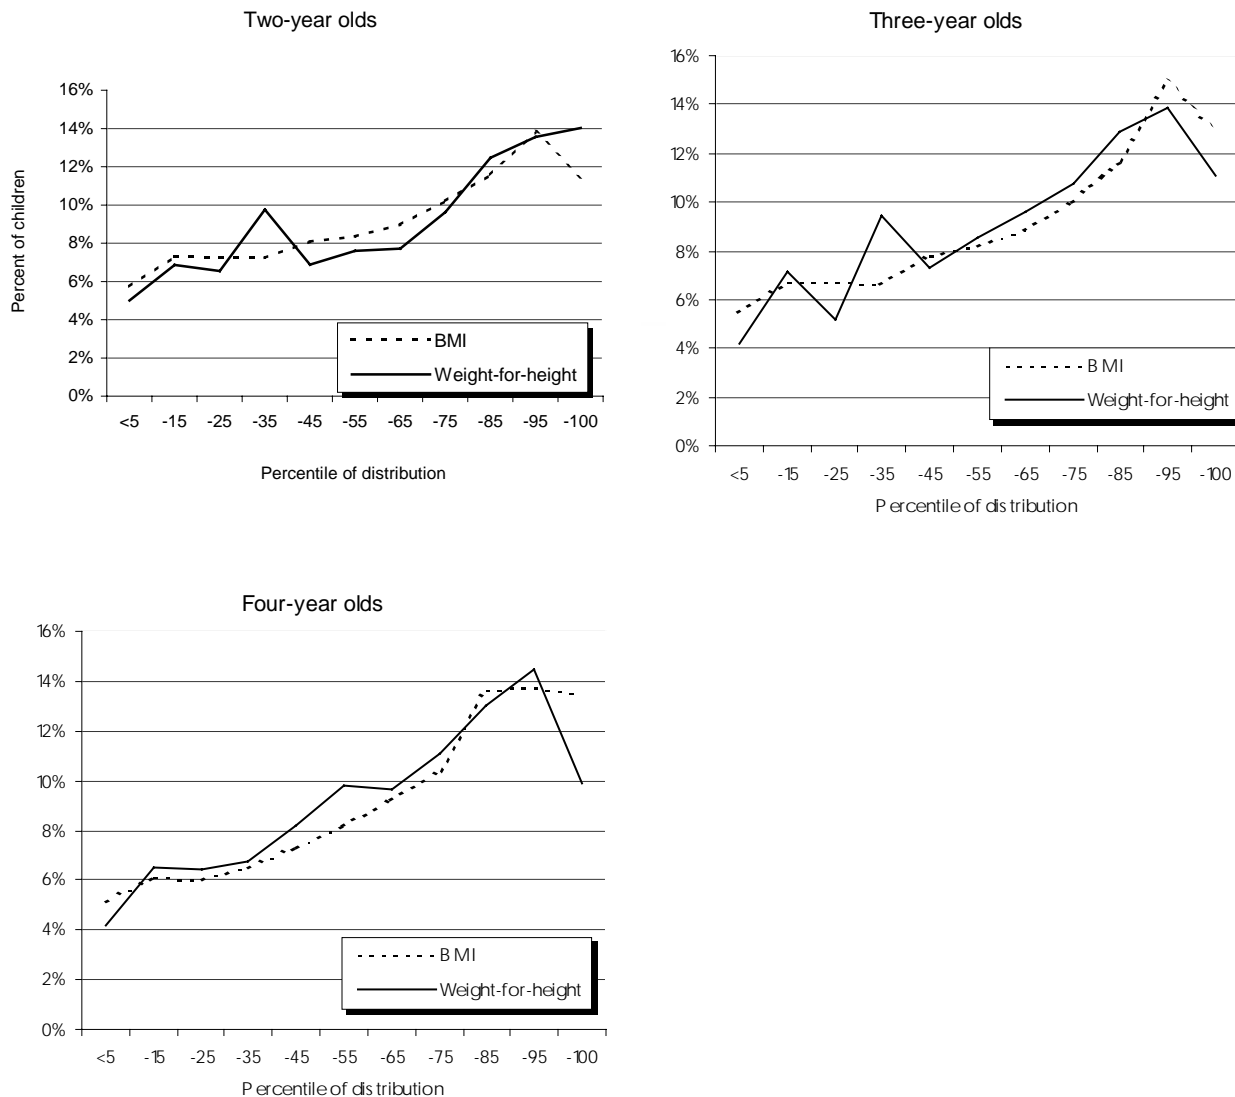 Two-year olds
16%
14%
12%
10%
8%
6%
4%
2%
0%
Percent of children
BMI
Weight-for-height
<5 -15 -25 -35 -45 -55 -65 -75 -85 -95 -100
Percentile of distribution
Three-year olds
16%
14%
12%
10%
8%
6%
4%
2%
0%
BMI
Weight-for-height
<5 -15 -25 -35 -45 -55 -65 -75 -85 -95 -100
Percentile of distribution
Four-year olds
16%
14%
12%
10%
8%
6%
4%
2%
0%
BMI
Weight-for-height
<5 -15 -25 -35 -45 -55 -65 -75 -85 -95 -100
Percentile of distribution